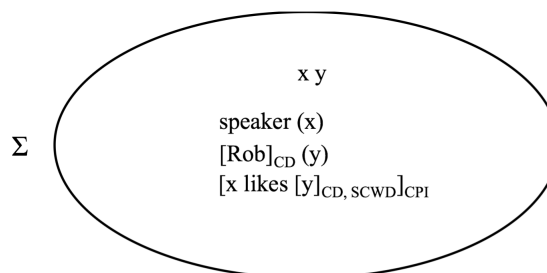 x y
speaker (x)
Σ
[Rob]CD (y)
[x likes [y]CD, SCWD]CPI